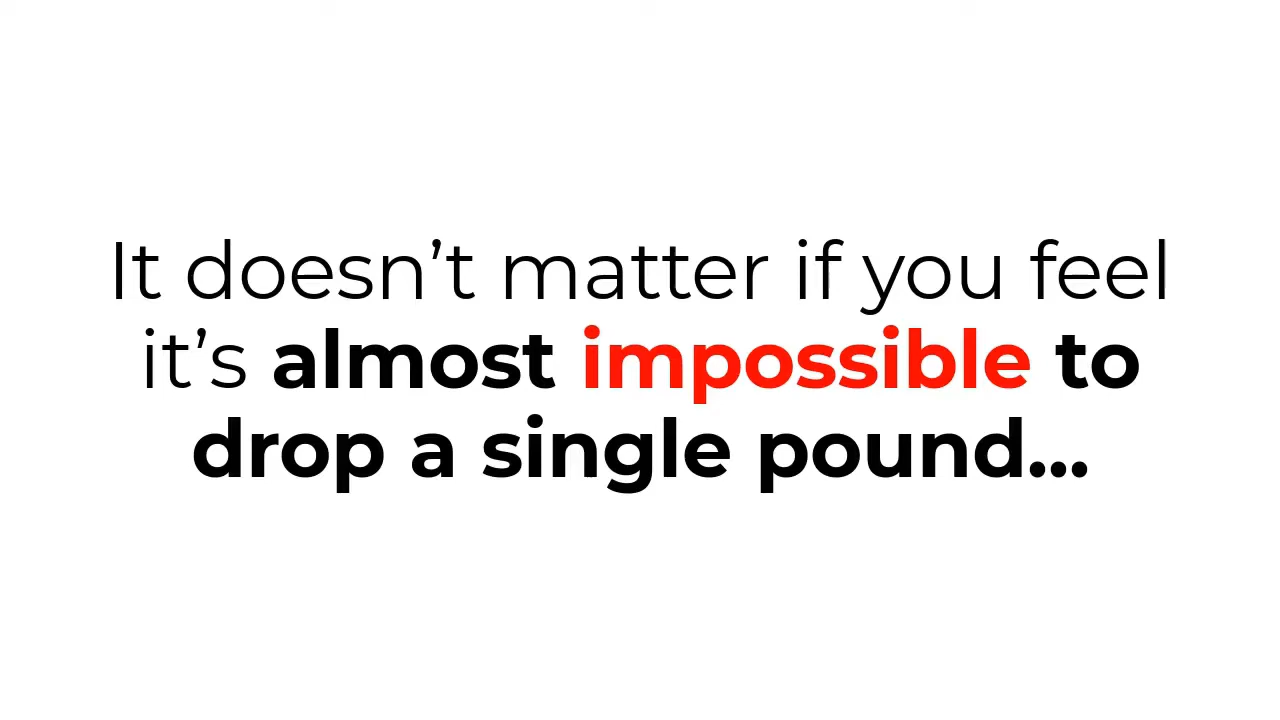 It doesn’t matter if you feel
it’s almost impossible to
drop a single pound...